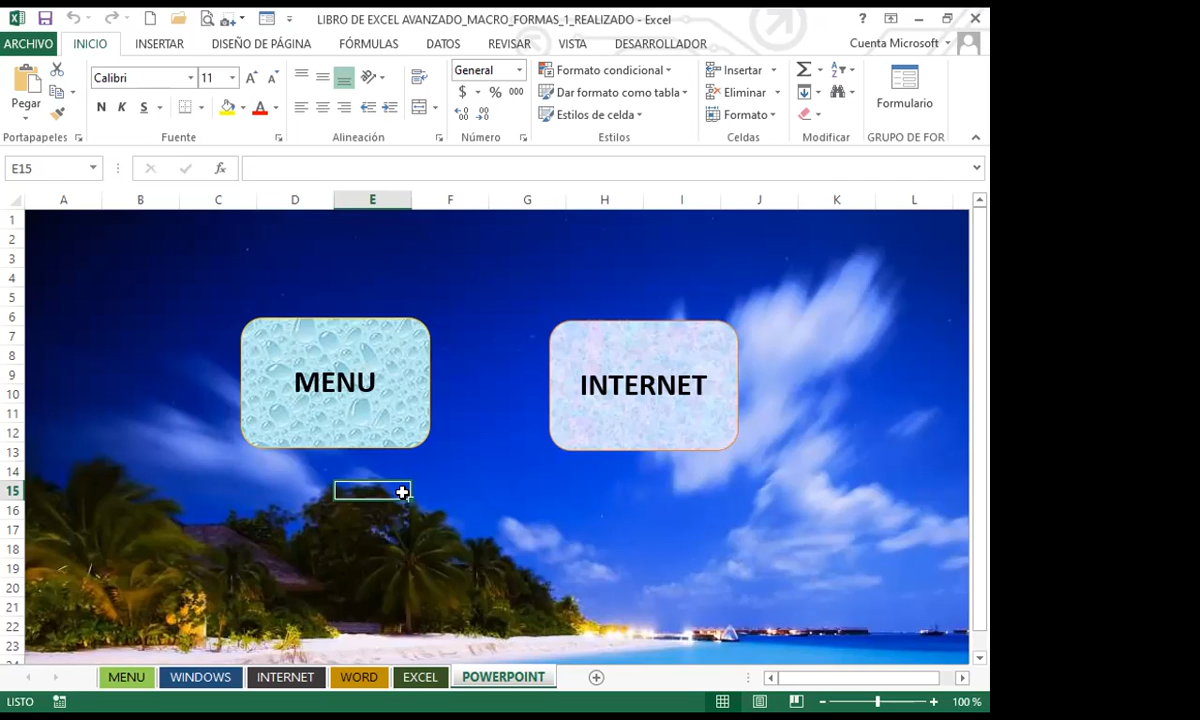 LIBRO DE EXCEL AVANZADO_MACRO_FORMAS_1_REALIZADO - Excel
ARCHIVO INICIO INSERTAR DISEÑO DE PÁGINA FÓRMULAS DATOS REVISAR VISTA DESARROLLADOR Cuenta Microsoft
Calibri 11 General Formato condicional Insertar
Pegar $ % 000 Dar formato como tabla Eliminar Formulario
N K S A Estilos de celda Formato
Portapapeles Fuente Alineación Número Estilos Celdas Modificar GRUPO DE FOR
E15 fx
A B C D E F G H I J K L
1
2
3
4
5
6
7
8
9
10
11
12
13
14
15
16
17
18
19
20
21
22
23
24
MENU INTERNET
MENU WINDOWS INTERNET WORD EXCEL POWERPOINT
LISTO 100 %